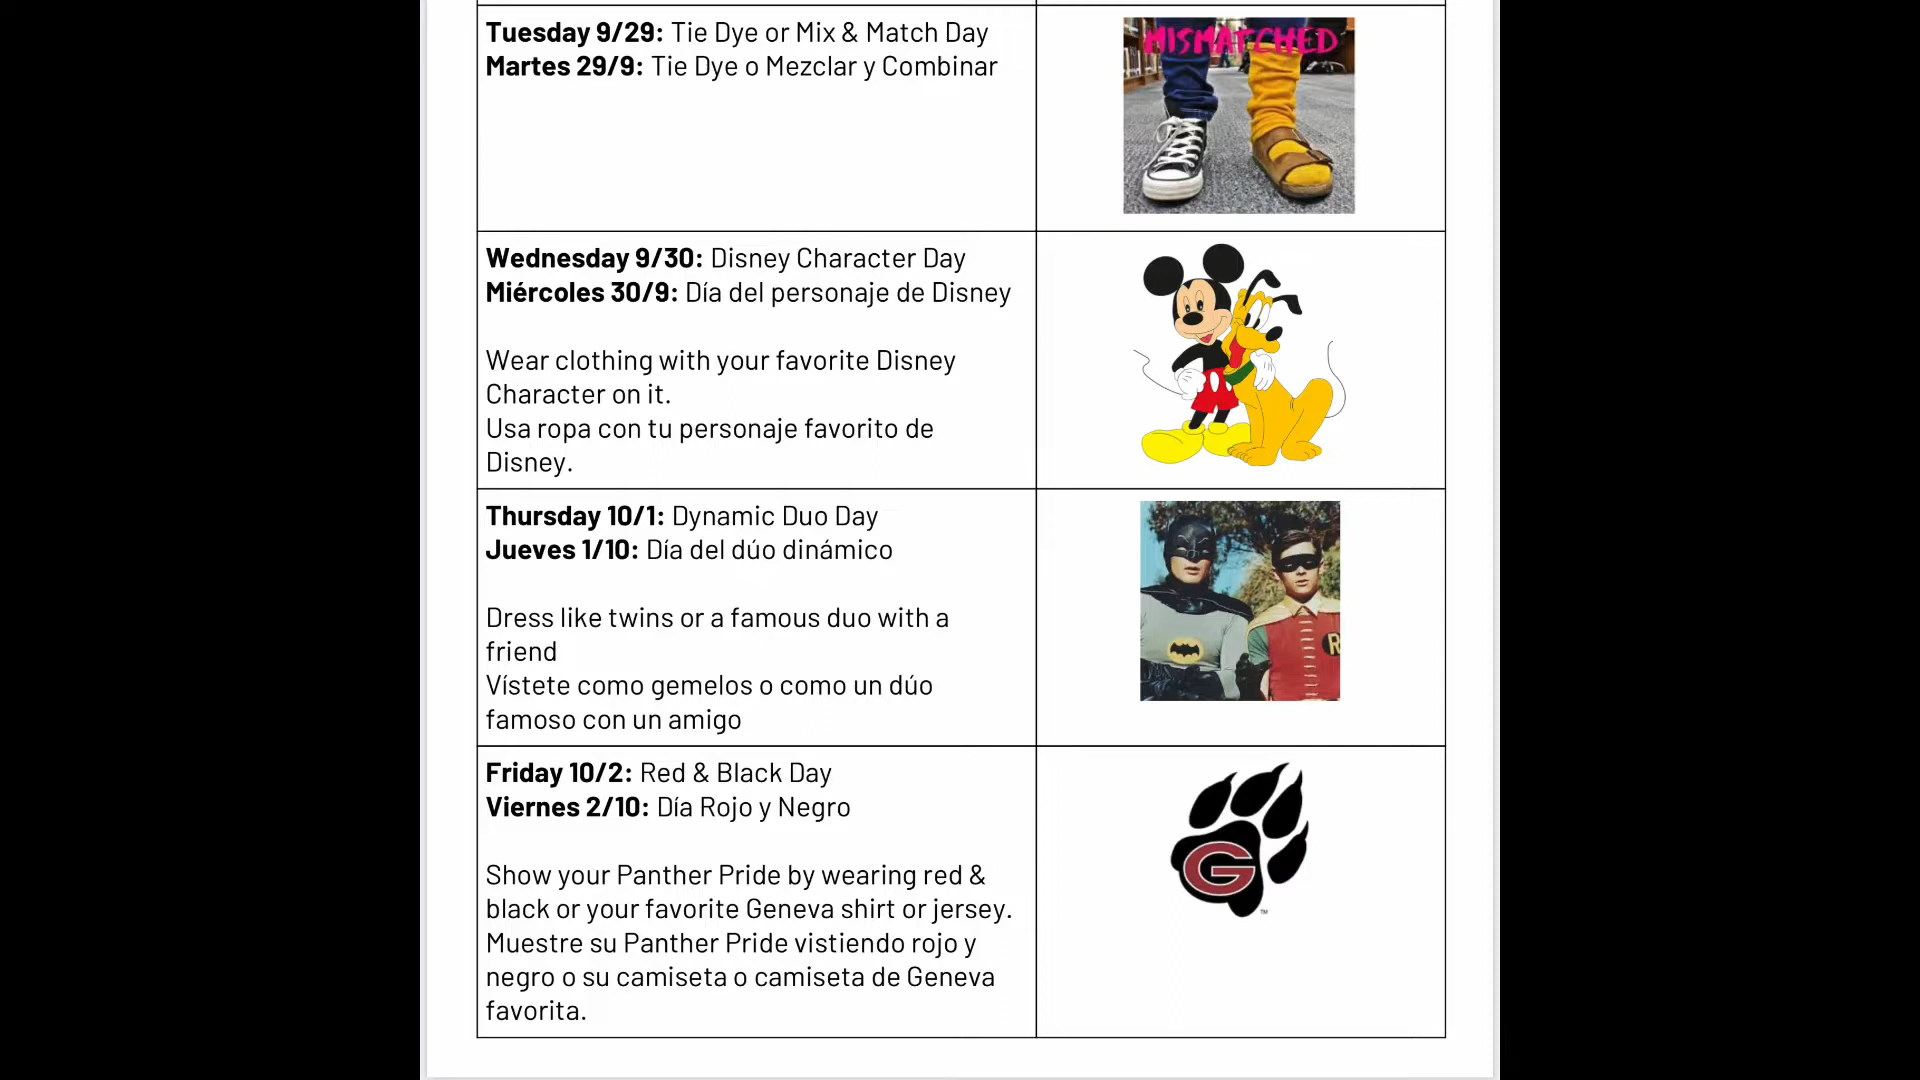 Tuesday 9/29: Tie Dye or Mix & Match Day
Martes 29/9: Tie Dye o Mezclar y Combinar
MISMATCHED
Wednesday 9/30: Disney Character Day
Miércoles 30/9: Día del personaje de Disney
Wear clothing with your favorite Disney
Character on it.
Usa ropa con tu personaje favorito de
Disney.
Thursday 10/1: Dynamic Duo Day
Jueves 1/10: Día del dúo dinámico
Dress like twins or a famous duo with a
friend
Vístete como gemelos o como un dúo
famoso con un amigo
R
Friday 10/2: Red & Black Day
Viernes 2/10: Día Rojo y Negro
Show your Panther Pride by wearing red &
black or your favorite Geneva shirt or jersey.
Muestre su Panther Pride vistiendo rojo y
negro o su camiseta o camiseta de Geneva
favorita.
G
TM